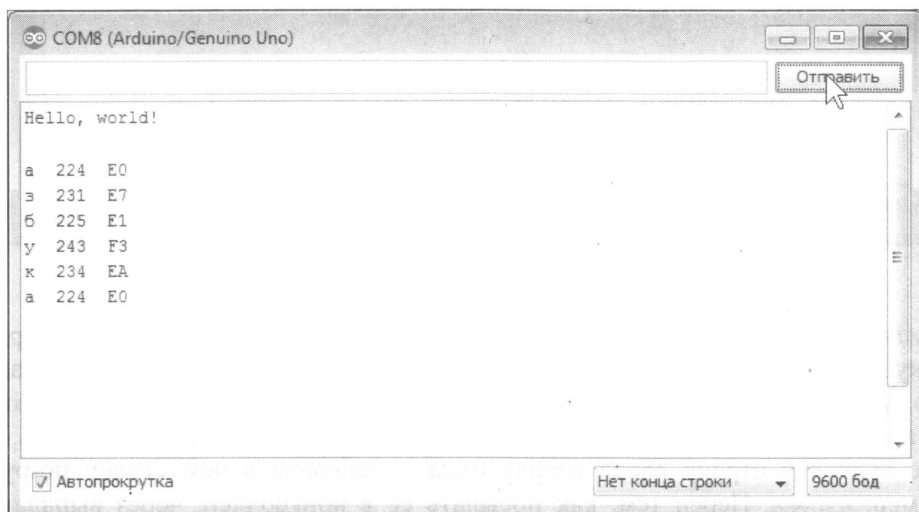 COM8 (Arduino/Genuino Uno)
Отправить
Hello, world!
а 224 E0
з 231 E7
б 225 E1
у 243 F3
к 234 EA
а 224 E0
Автопрокрутка
Нет конца строки
9600 бод